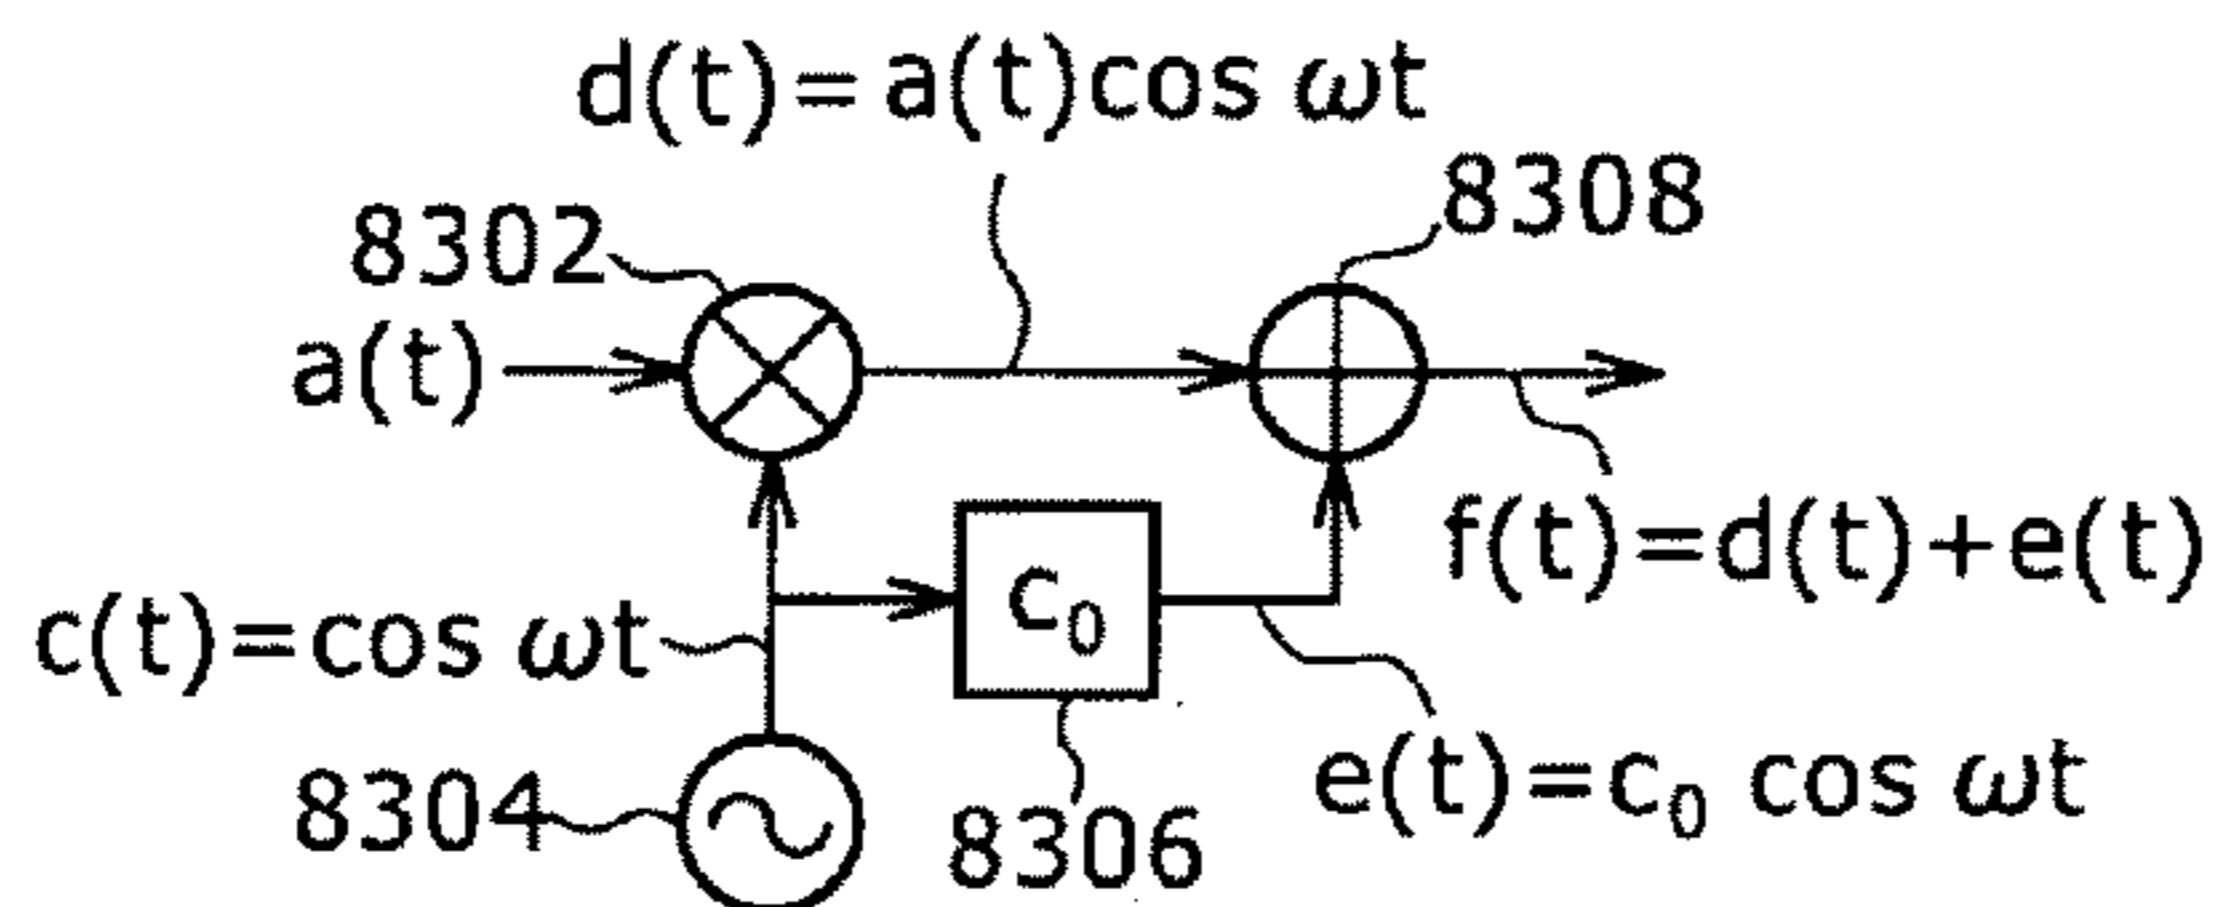 d(t)=a(t)cos ωt
8308
8302
a(t)
f(t)=d(t)+e(t)
c₀
c(t)=cos ωt
e(t)=c₀ cos ωt
8304
8306